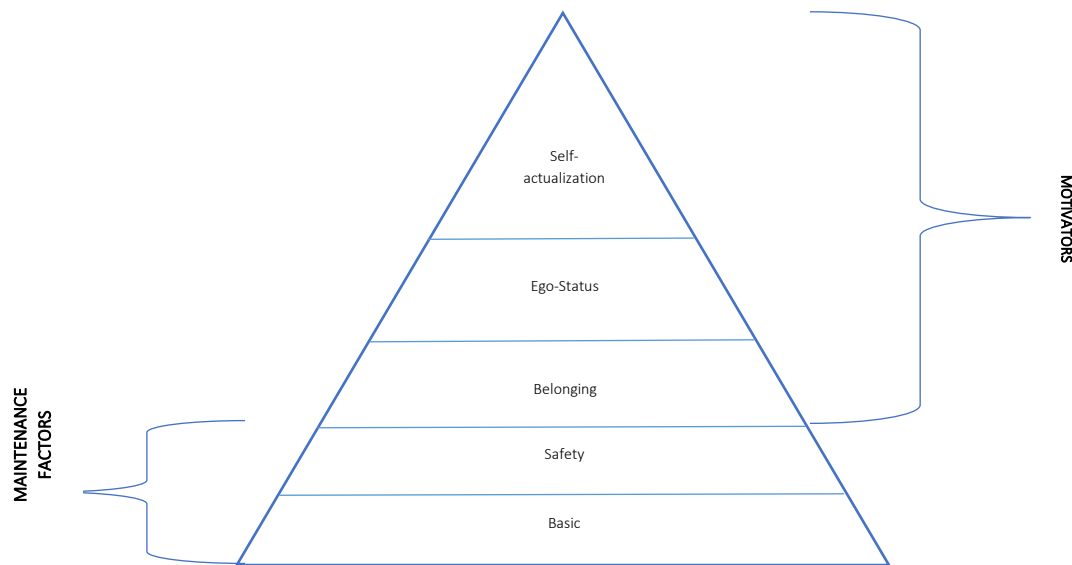 Self-
actualization
Ego-Status
Belonging
Safety
Basic
MAINTENANCE
FACTORS
MOTIVATORS